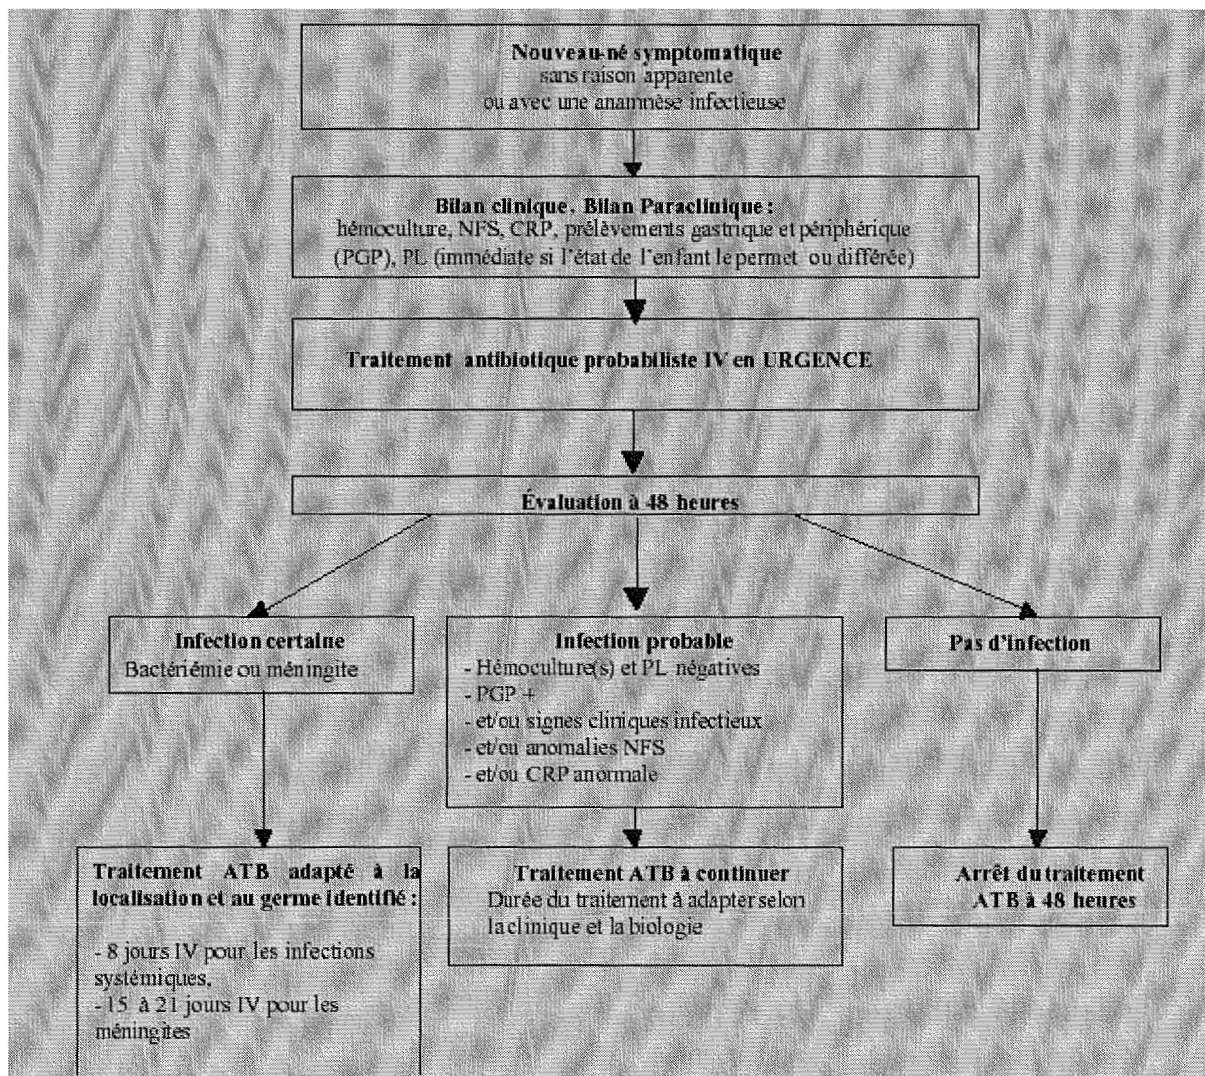 Nouveau-né symptomatique
sans raison apparente
ou avec une anamnèse infectieuse
Bilan clinique, Bilan Paraclinique :
hémoculture, NFS, CRP, prélèvements gastrique et périphérique
(PGP), PL (immédiate si l'état de l'enfant le permet ou différée)
Traitement antibiotique probabiliste IV en URGENCE
Évaluation à 48 heures
Infection certaine
Bactériémie ou méningite
Infection probable
- Hémoculture(s) et PL négatives
- PGP +
- et/ou signes cliniques infectieux
- et/ou anomalies NFS
- et/ou CRP anormale
Pas d'infection
Traitement ATB adapté à la
localisation et au germe identifié :
- 8 jours IV pour les infections
systémiques,
- 15 à 21 jours IV pour les
méningites
Traitement ATB à continuer
Durée du traitement à adapter selon
la clinique et la biologie
Arrêt du traitement
ATB à 48 heures